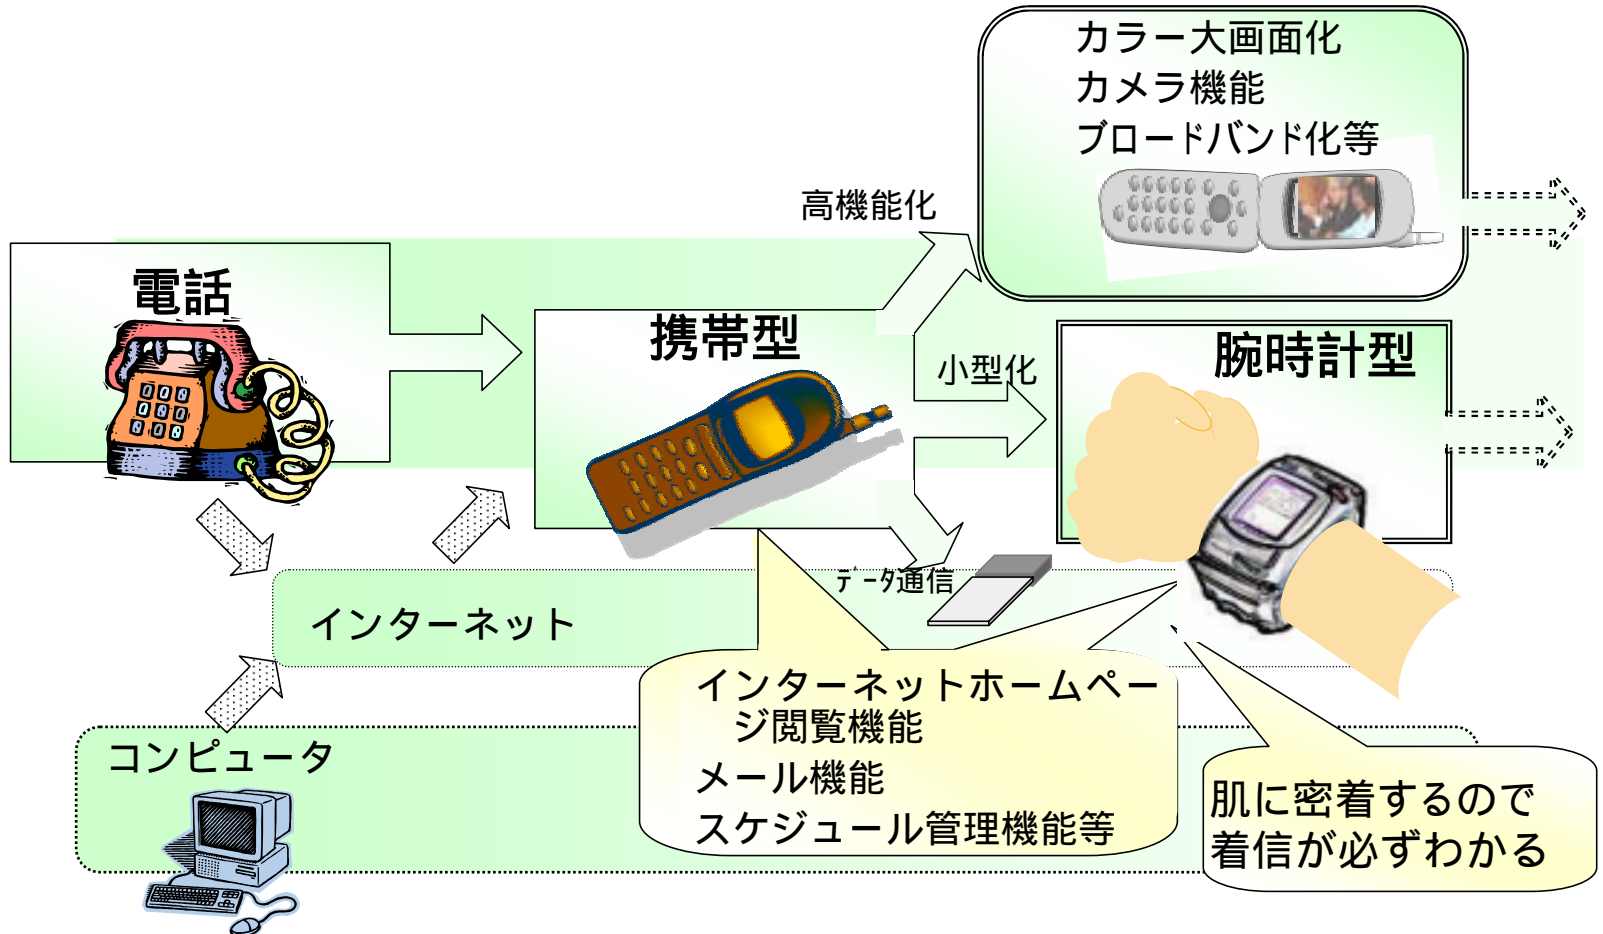 カラー大画面化
カメラ機能
ブロードバンド化等
高機能化
電話
携帯型
小型化
腕時計型
ﾃﾞｰﾀ通信
インターネット
インターネットホームペー
ジ閲覧機能
メール機能
スケジュール管理機能等
コンピュータ
肌に密着するので
着信が必ずわかる